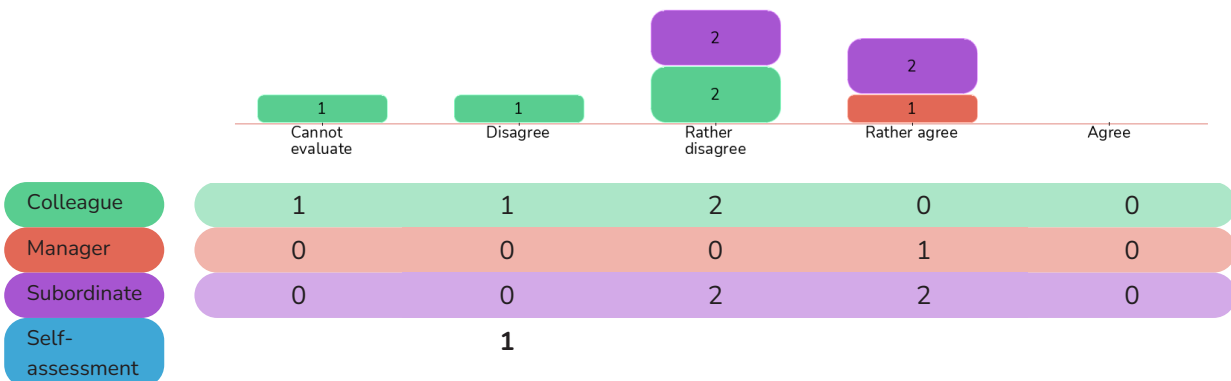 2
2
2
1
1
1
Cannot
evaluate
Disagree
Rather
disagree
Rather agree
Agree
Colleague 1 1 2 0 0
Manager 0 0 0 1 0
Subordinate 0 0 2 2 0
Self-
assessment
1